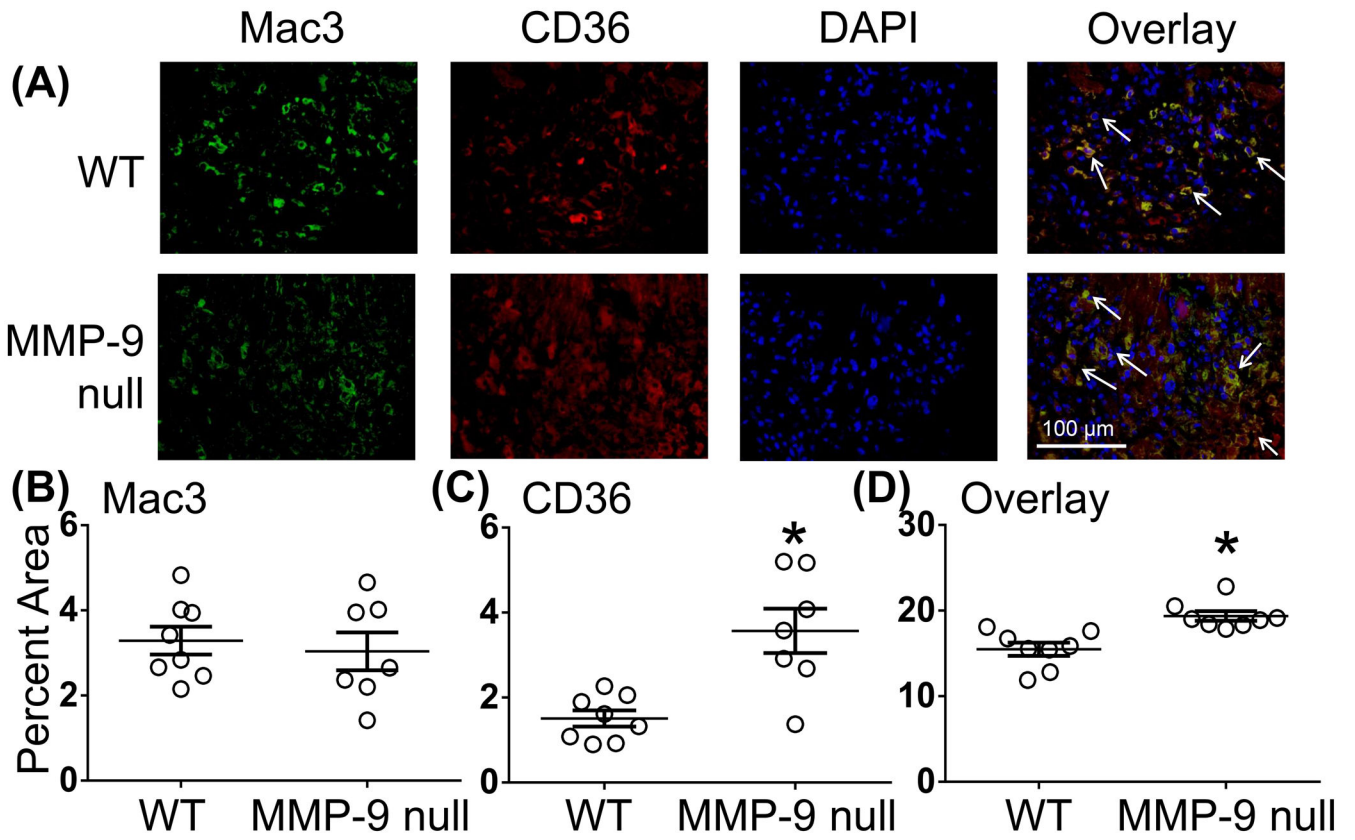 Mac3 CD36 DAPI Overlay
(A)
WT
MMP-9
null
100 µm
(B) Mac3 (C) CD36 (D) Overlay
Percent Area
6
4
2
0
WT MMP-9 null
6
4
2
0
*
WT MMP-9 null
30
20
10
0
*
WT MMP-9 null